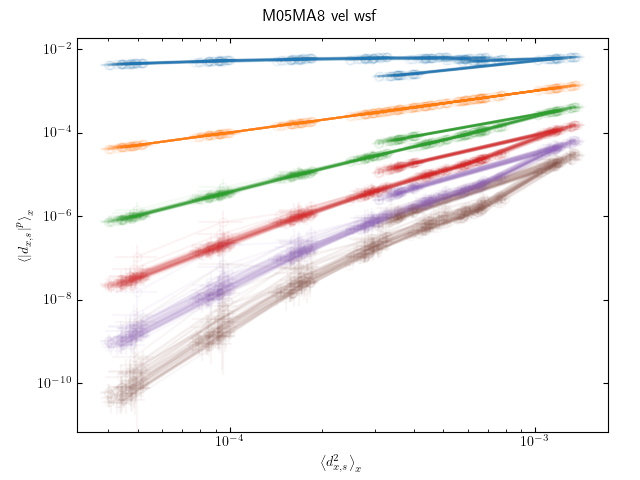 M05MA8 vel wsf
10⁻²
10⁻⁴
10⁻⁶
10⁻⁸
10⁻¹⁰
⟨|d_{x,s}|^p⟩_x
10⁻⁴ 10⁻³
⟨d²_{x,s}⟩_x